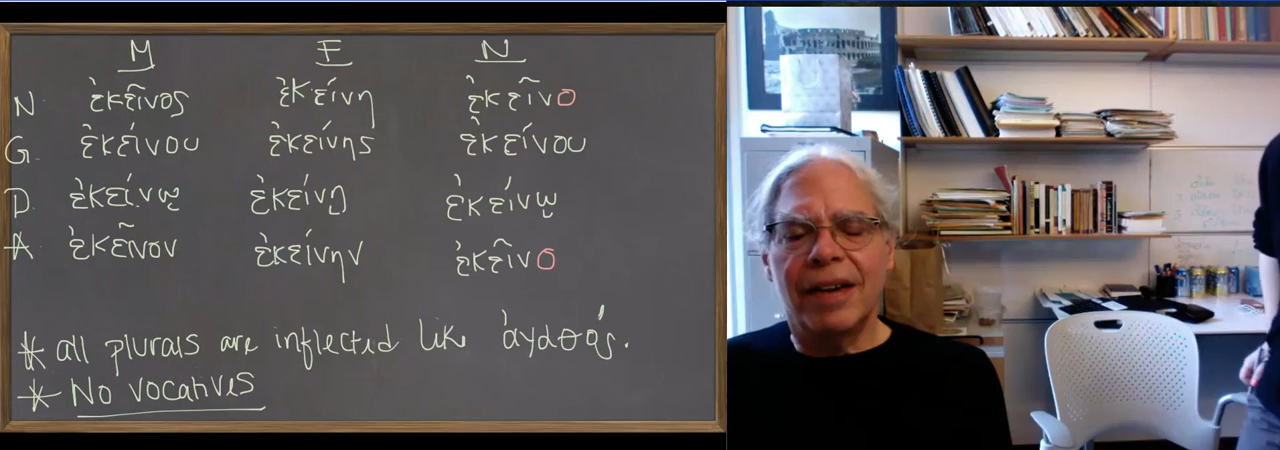 M F N
N. ἐκεῖνος ἐκείνη ἐκεῖνο
G. ἐκείνου ἐκείνης ἐκείνου
D. ἐκείνῳ ἐκείνῃ ἐκείνῳ
A ἐκεῖνον ἐκείνην ἐκεῖνο
* all plurals are inflected like ἀγαθός.
* No vocatives